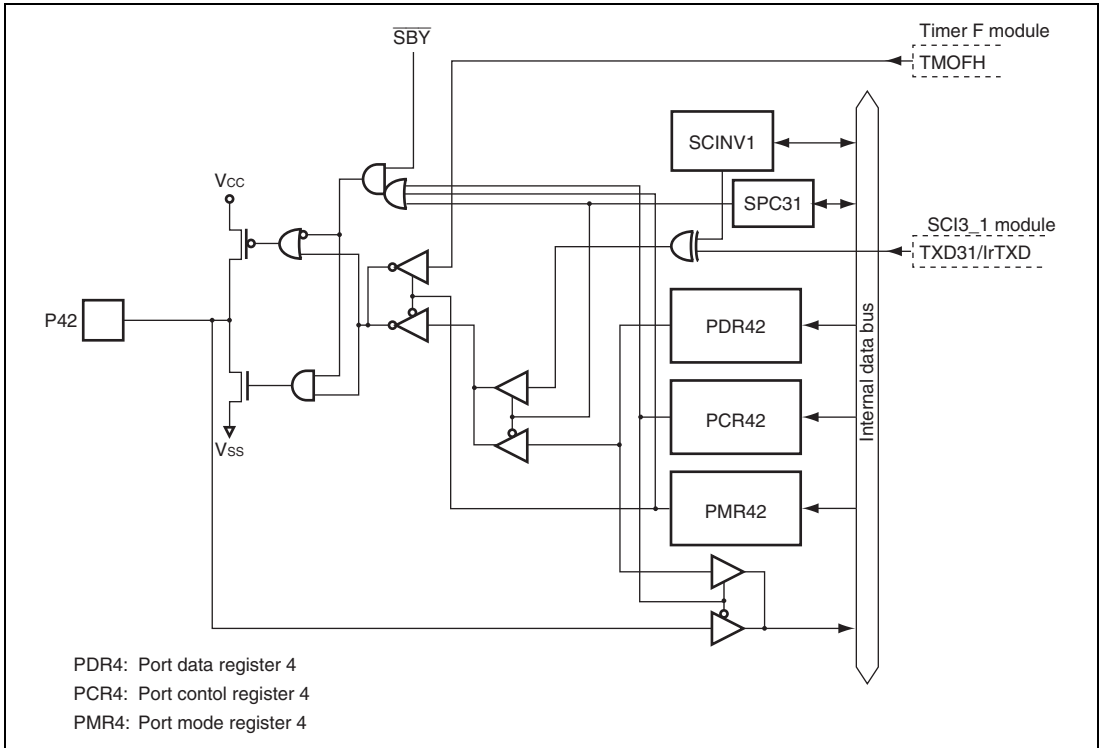 SBY
Timer F module
TMOFH
SCINV1
VCC
SPC31
SCI3_1 module
TXD31/IrTXD
P42
PDR42
Internal data bus
PCR42
VSS
PMR42
PDR4: Port data register 4
PCR4: Port contol register 4
PMR4: Port mode register 4